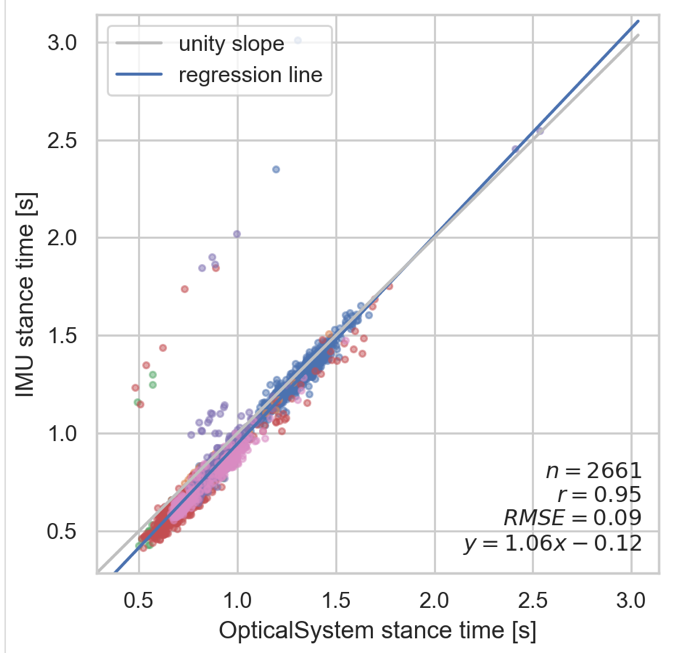 unity slope
regression line
3.0
2.5
2.0
1.5
1.0
0.5
IMU stance time [s]
n = 2661
r = 0.95
RMSE = 0.09
y = 1.06x − 0.12
0.5 1.0 1.5 2.0 2.5 3.0
OpticalSystem stance time [s]